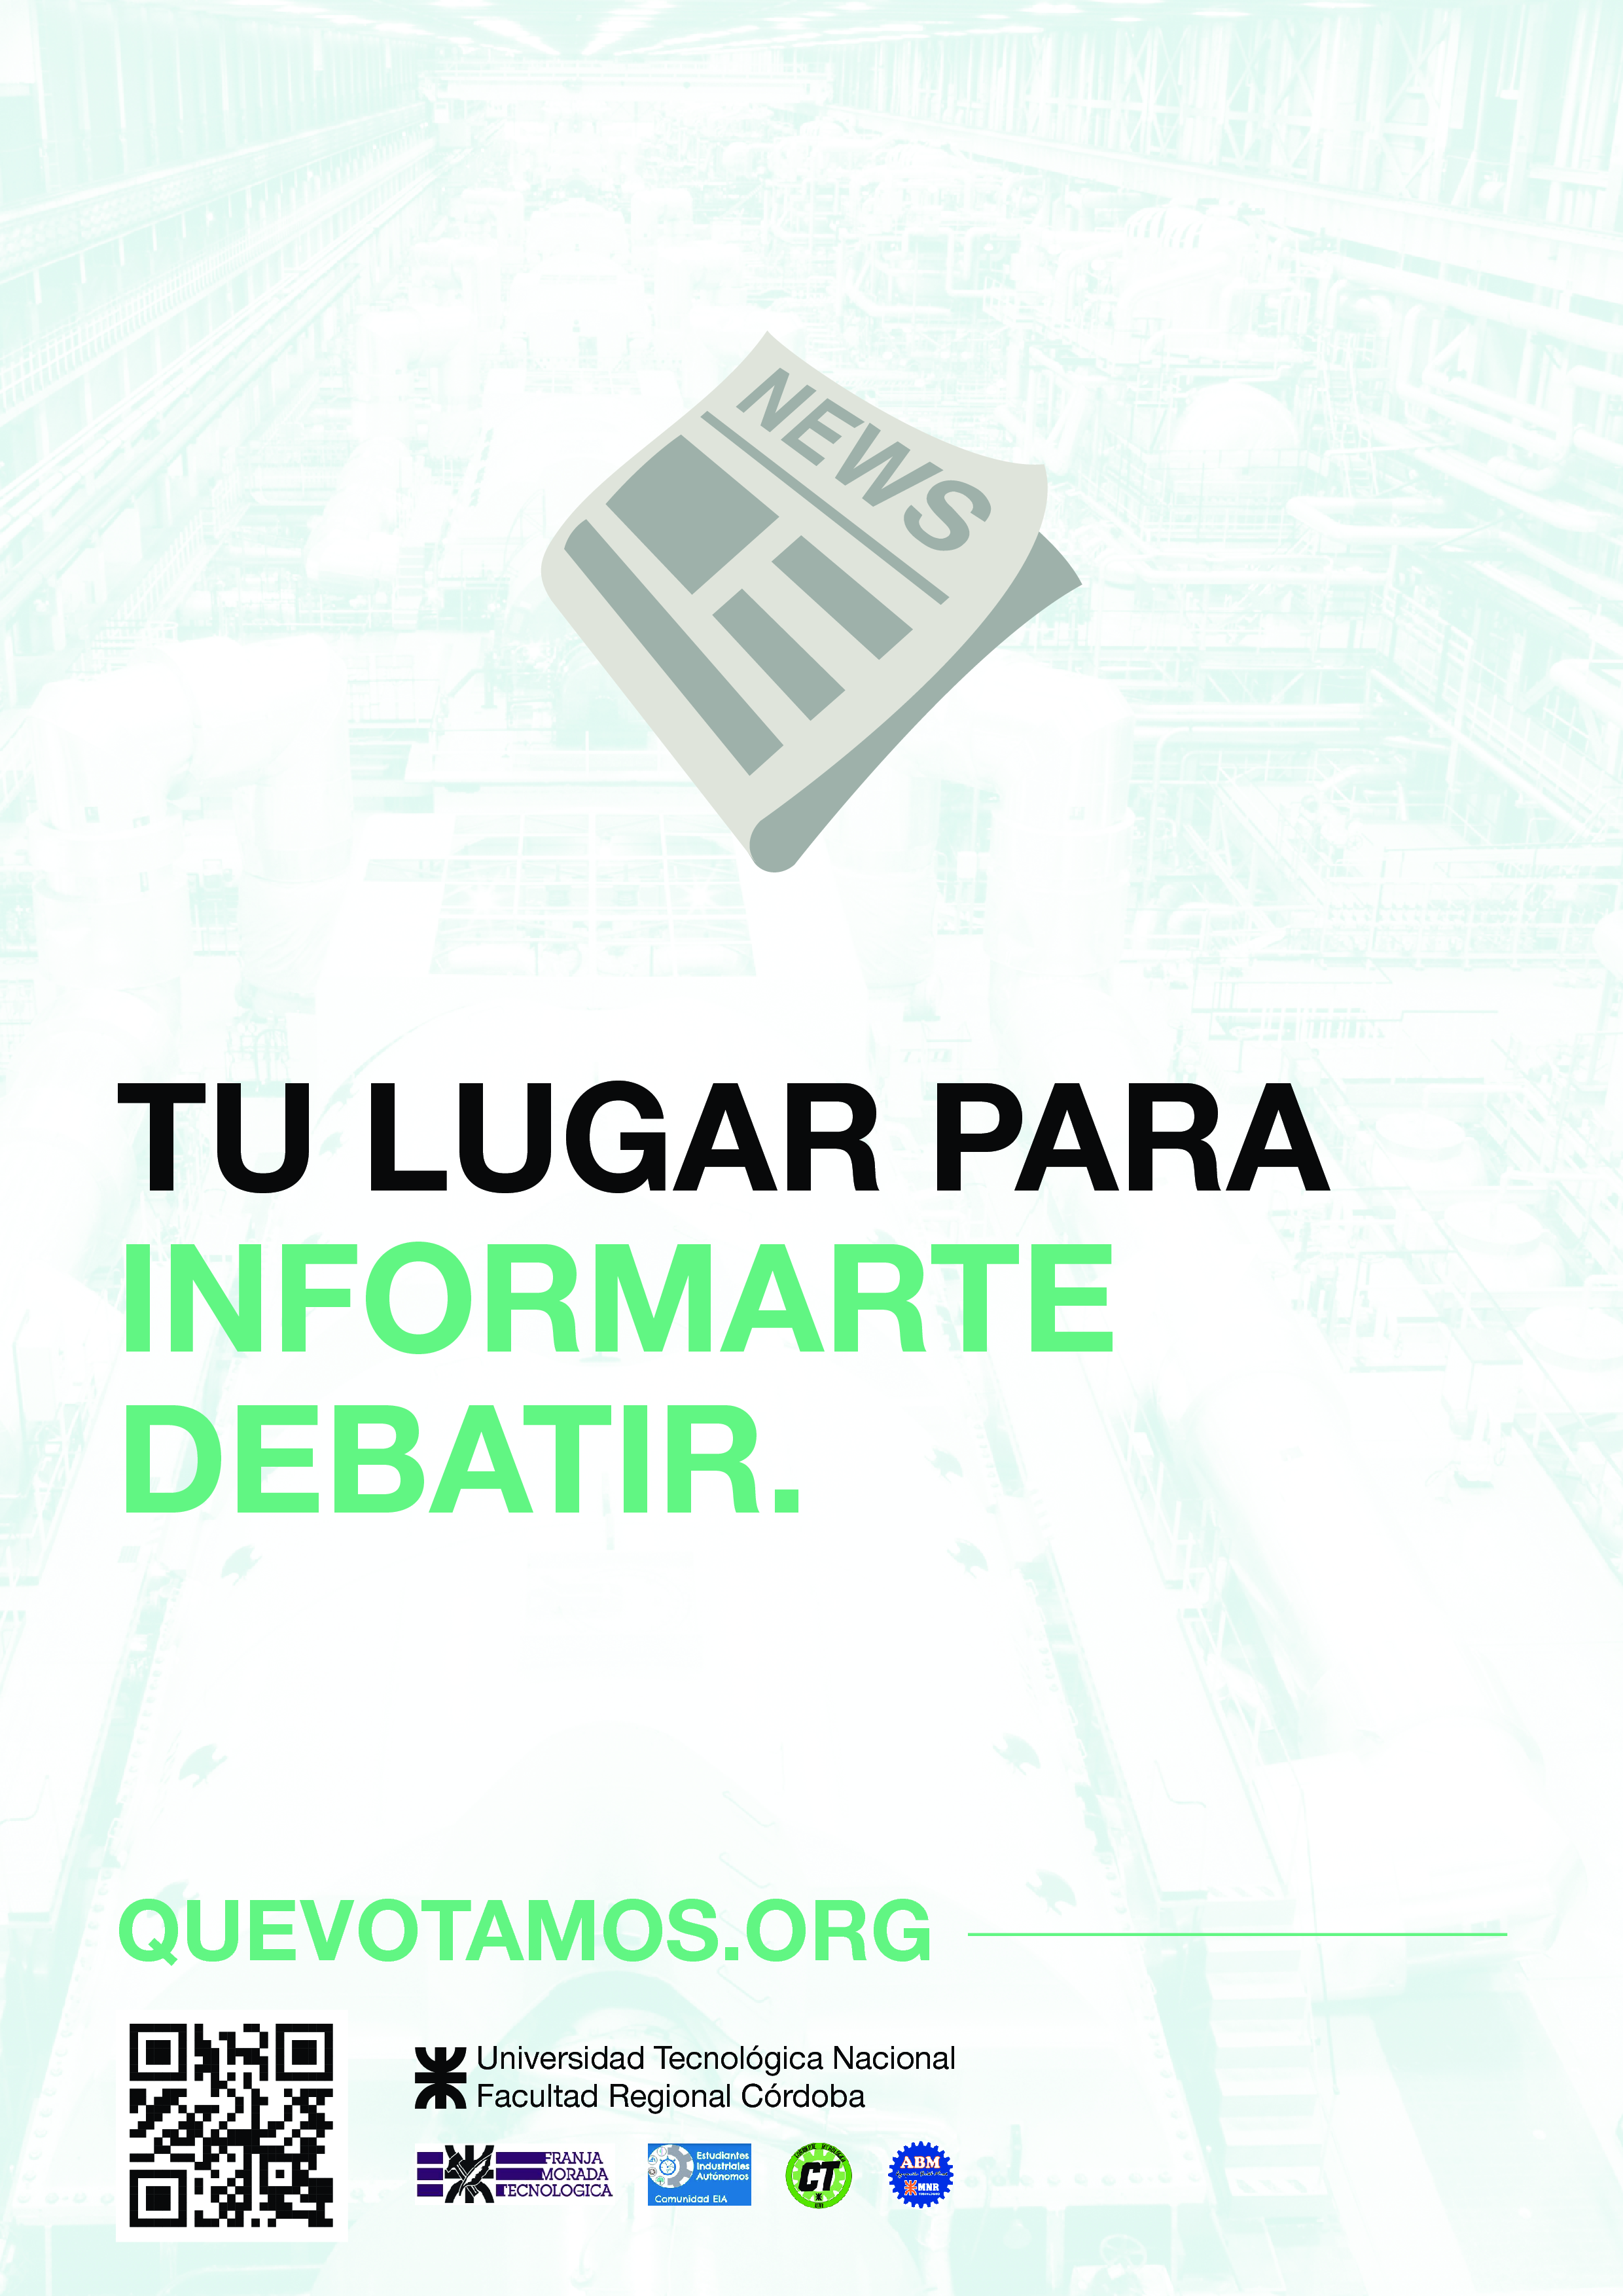 NEWS
TU LUGAR PARA
INFORMARTE
DEBATIR.
QUEVOTAMOS.ORG
Universidad Tecnológica Nacional
Facultad Regional Córdoba
FRANJA
MORADA
TECNOLOGICA
Estudiantes
Industriales
Autónomos
Comunidad EIA
CT
ABM
MNR